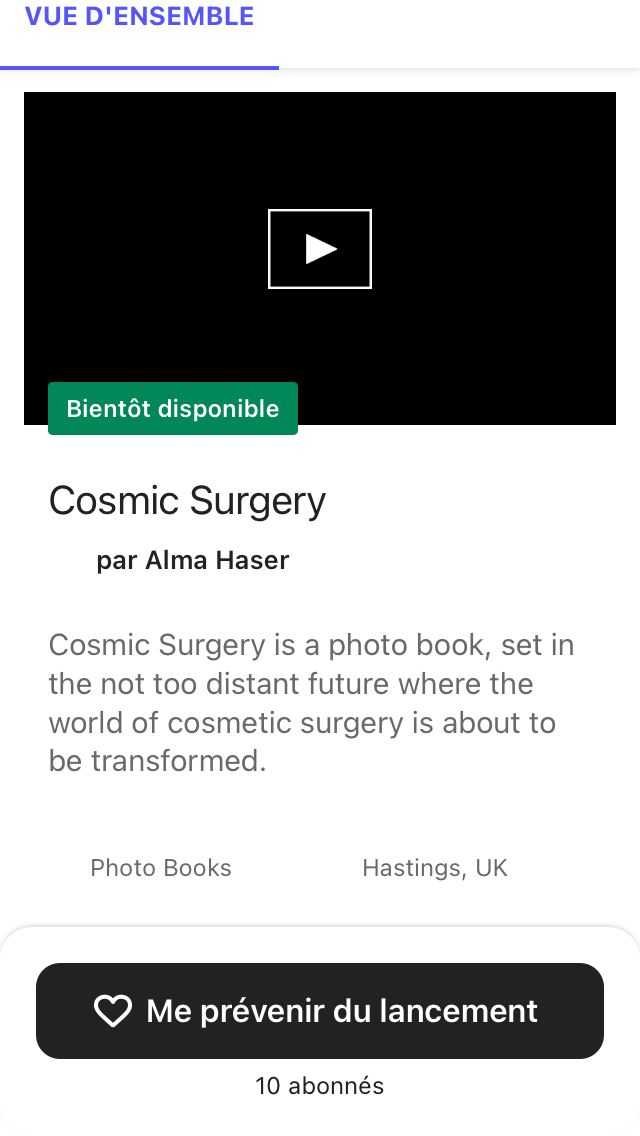 VUE D'ENSEMBLE
Bientôt disponible
Cosmic Surgery
par Alma Haser
Cosmic Surgery is a photo book, set in
the not too distant future where the
world of cosmetic surgery is about to
be transformed.
Photo Books
Hastings, UK
Me prévenir du lancement
10 abonnés